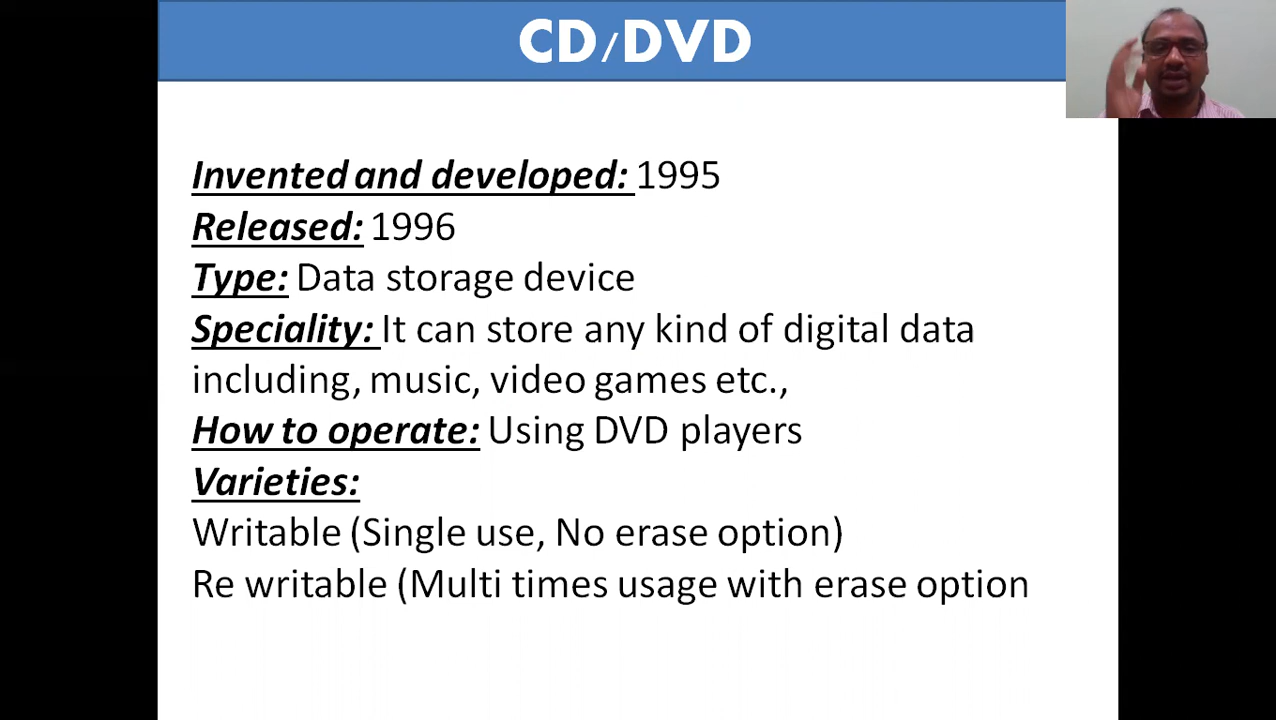 CD/DVD
Invented and developed: 1995
Released: 1996
Type: Data storage device
Speciality: It can store any kind of digital data
including, music, video games etc.,
How to operate: Using DVD players
Varieties:
Writable (Single use, No erase option)
Re writable (Multi times usage with erase option